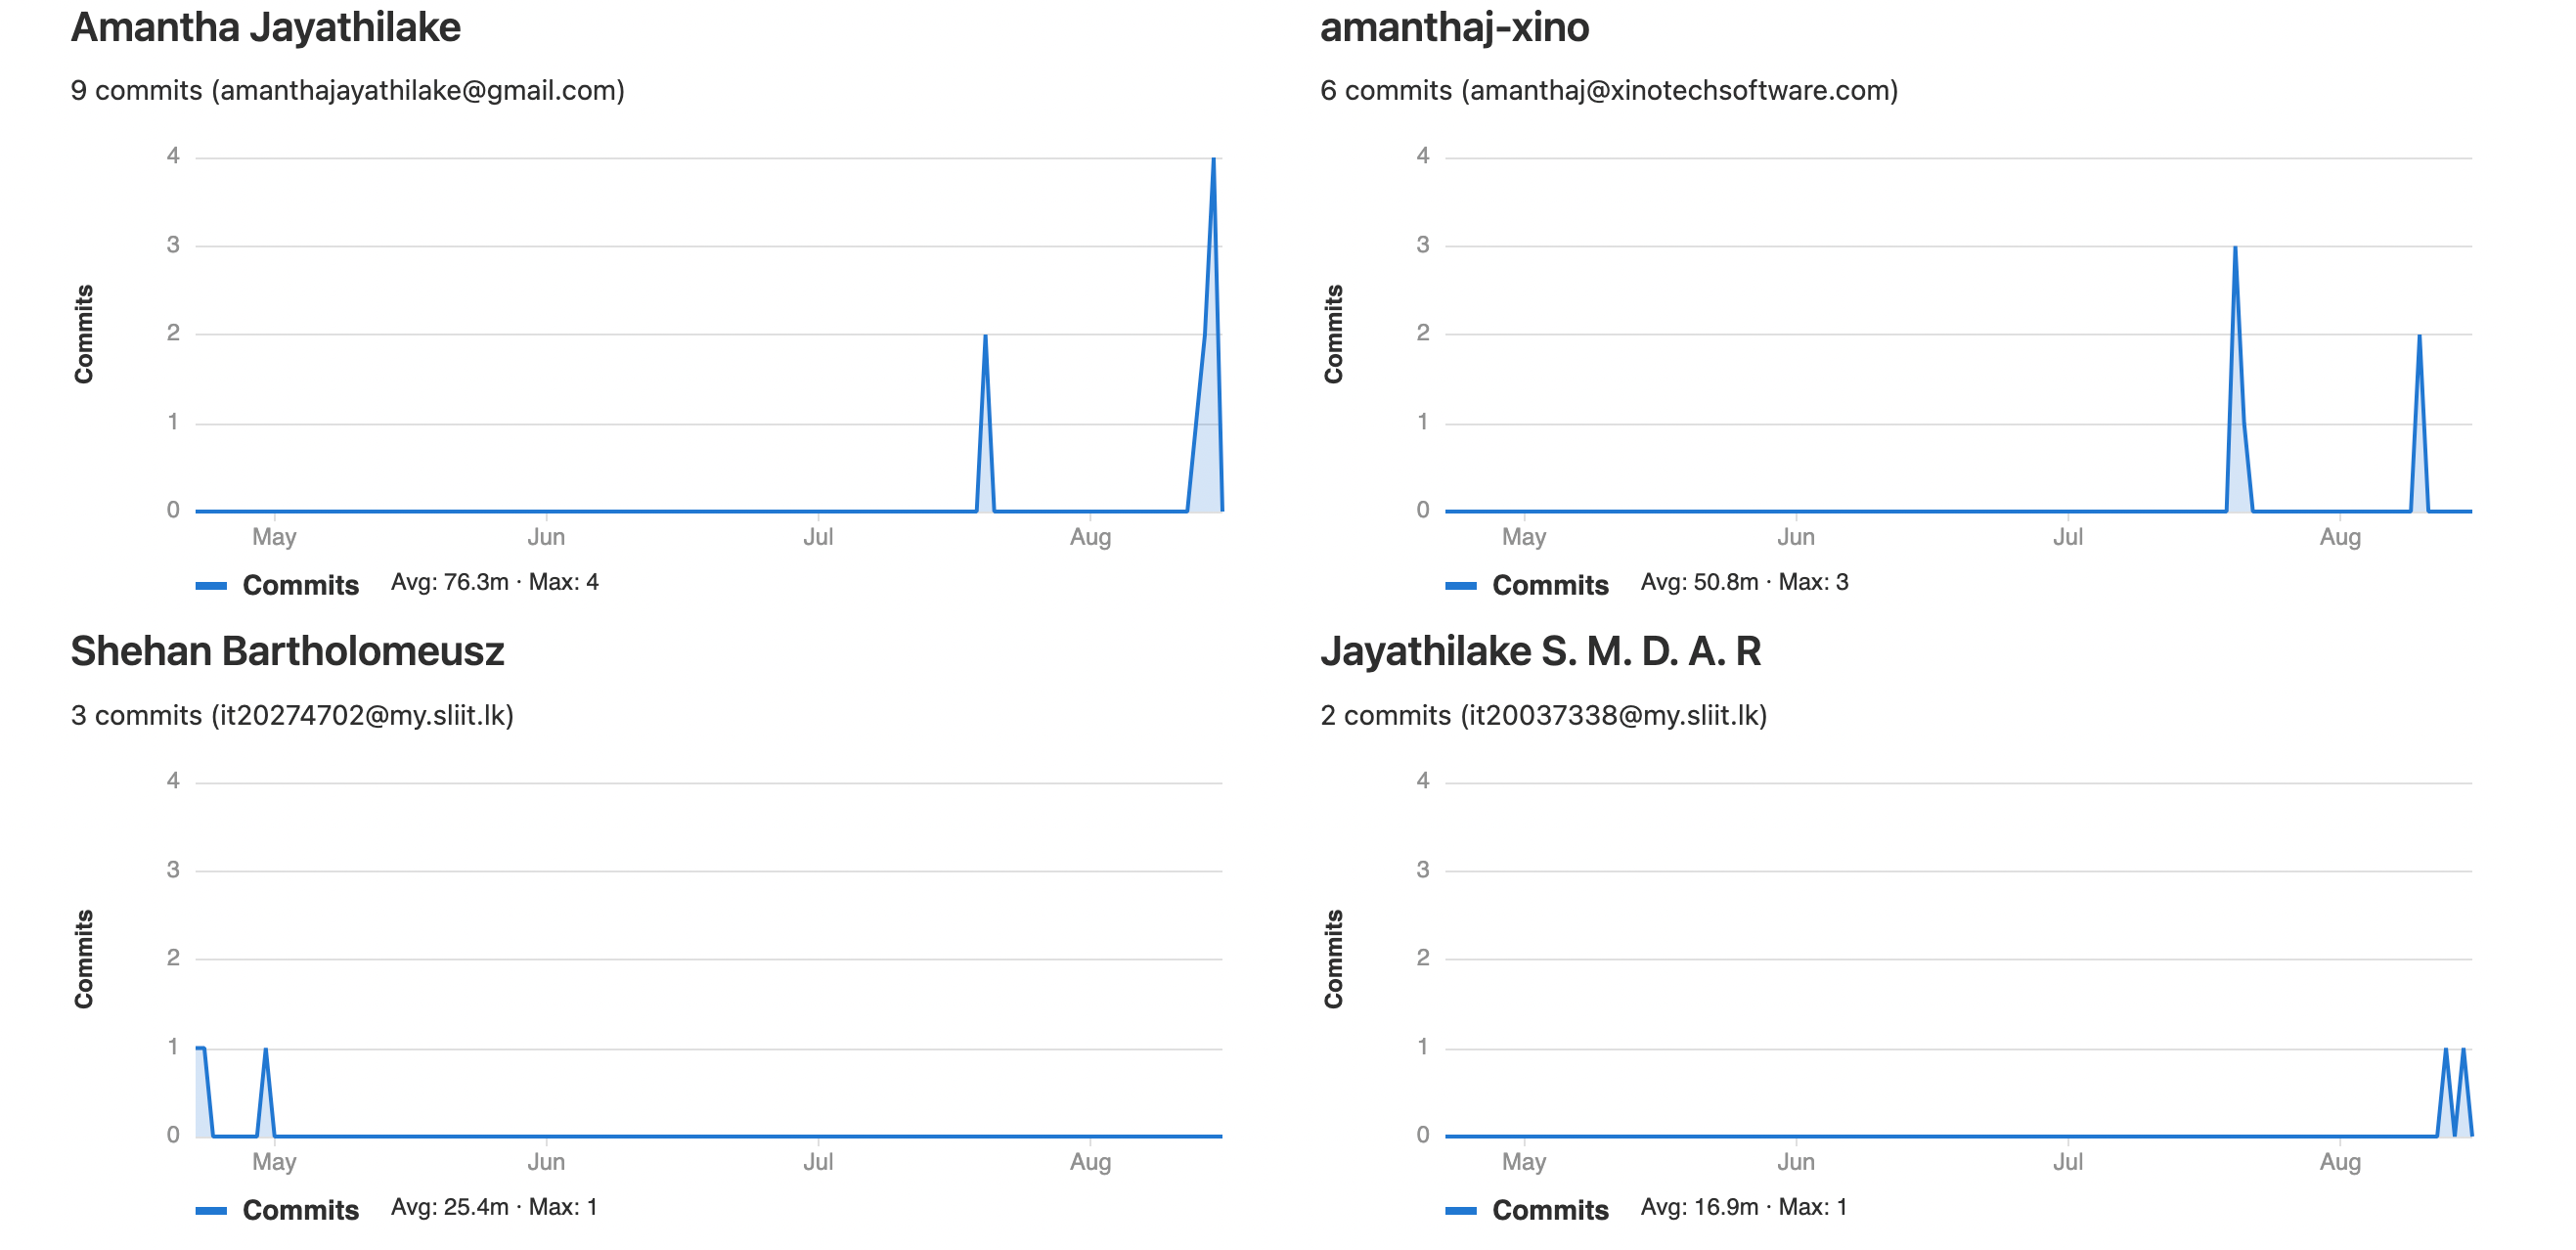 Amantha Jayathilake
9 commits (amanthajayathilake@gmail.com)
4
3
2
1
0
Commits
May Jun Jul Aug
Commits Avg: 76.3m · Max: 4
amanthaj-xino
6 commits (amanthaj@xinotechsoftware.com)
4
3
2
1
0
Commits
May Jun Jul Aug
Commits Avg: 50.8m · Max: 3
Shehan Bartholomeusz
3 commits (it20274702@my.sliit.lk)
4
3
2
1
0
Commits
May Jun Jul Aug
Commits Avg: 25.4m · Max: 1
Jayathilake S. M. D. A. R
2 commits (it20037338@my.sliit.lk)
4
3
2
1
0
Commits
May Jun Jul Aug
Commits Avg: 16.9m · Max: 1